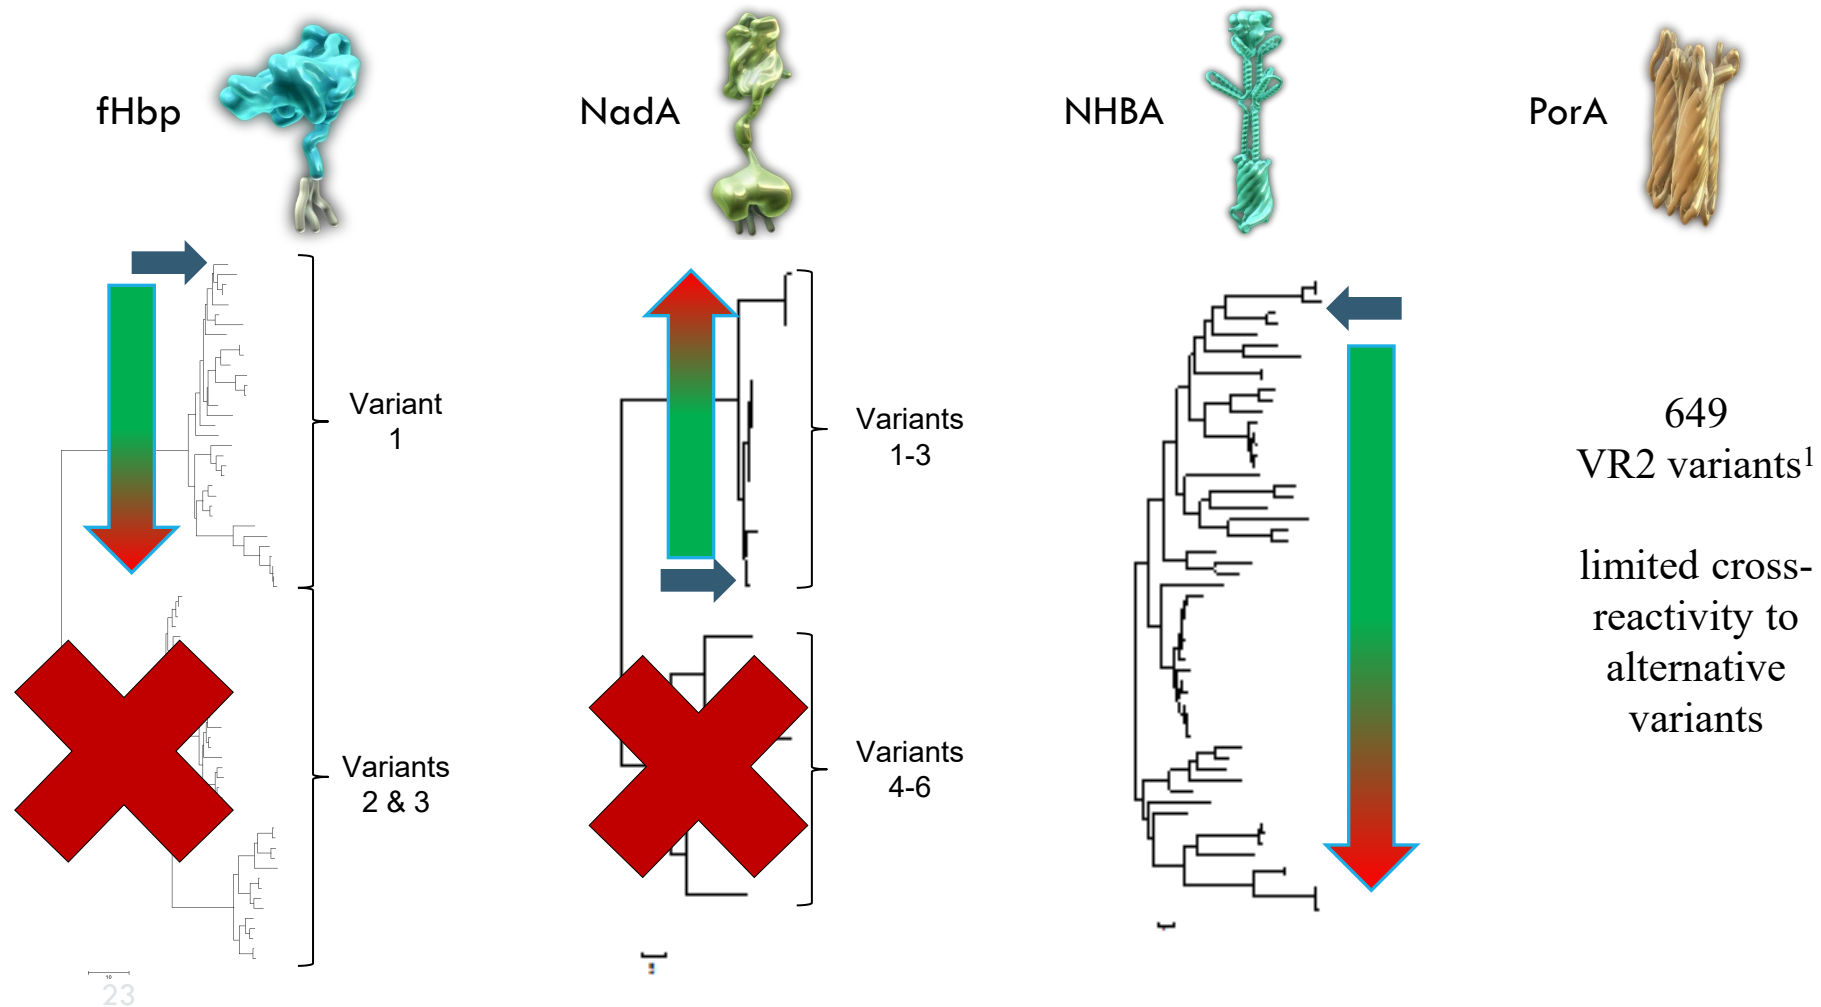 fHbp
NadA
NHBA
PorA
Variant
1
Variants
2 & 3
Variants
1-3
Variants
4-6
649
VR2 variants¹
limited cross-
reactivity to
alternative
variants
10
23